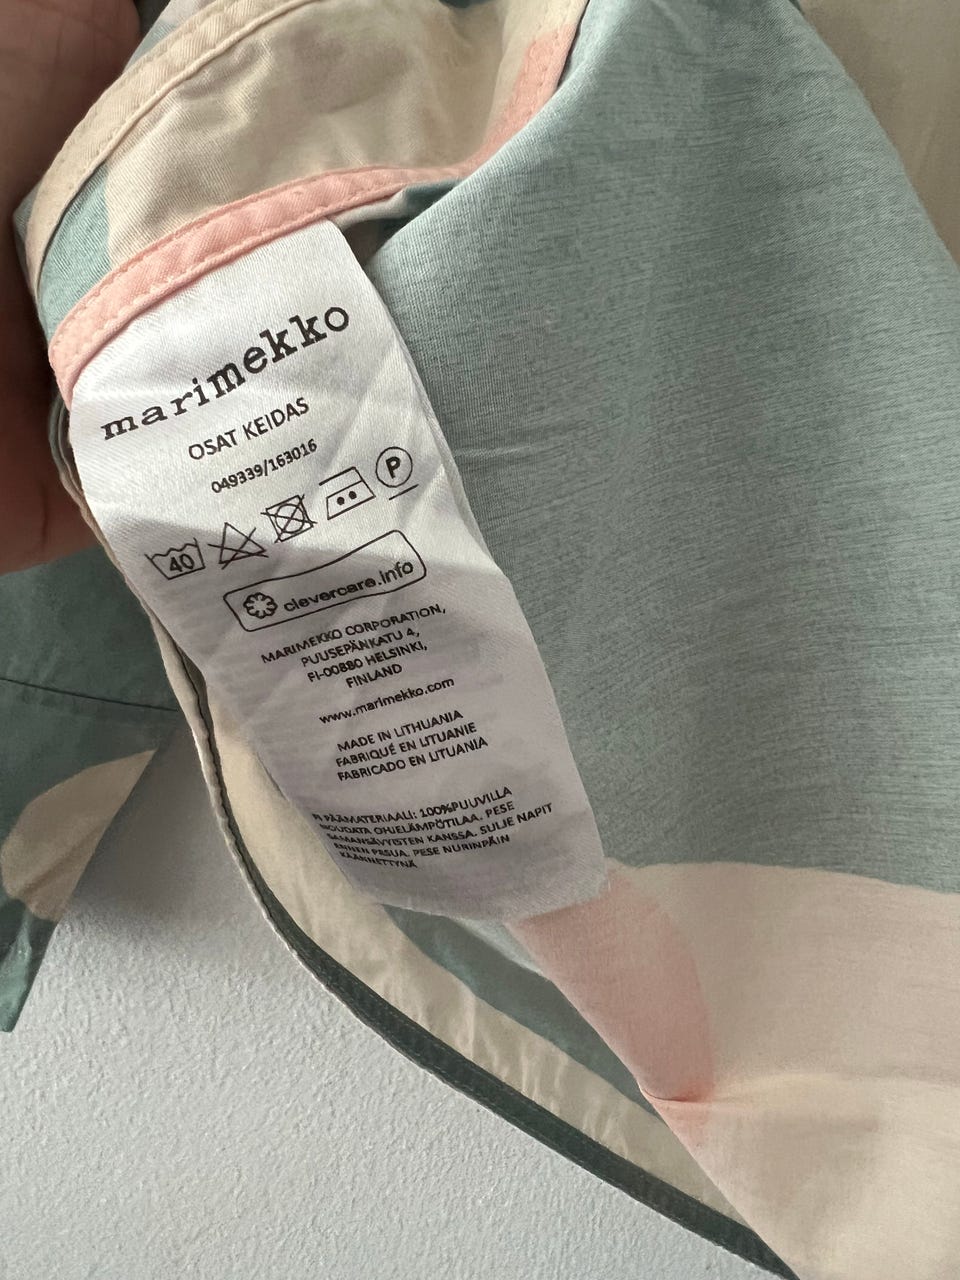 marimekko
OSAT KEIDAS
049339/163016
40 P
clevercare.info
MARIMEKKO CORPORATION,
PUUSEPÄNKATU 4,
FI-00880 HELSINKI,
FINLAND
www.marimekko.com
MADE IN LITHUANIA
FABRIQUÉ EN LITUANIE
FABRICADO EN LITUANIA
FI PÄÄMATERIAALI: 100%PUUVILLA
NOUDATA OHJELÄMPÖTILAA. PESE
SAMANSÄVYISTEN KANSSA. SULJE NAPIT
ENNEN PESUA. PESE NURINPÄIN
KÄÄNNETTYNÄ